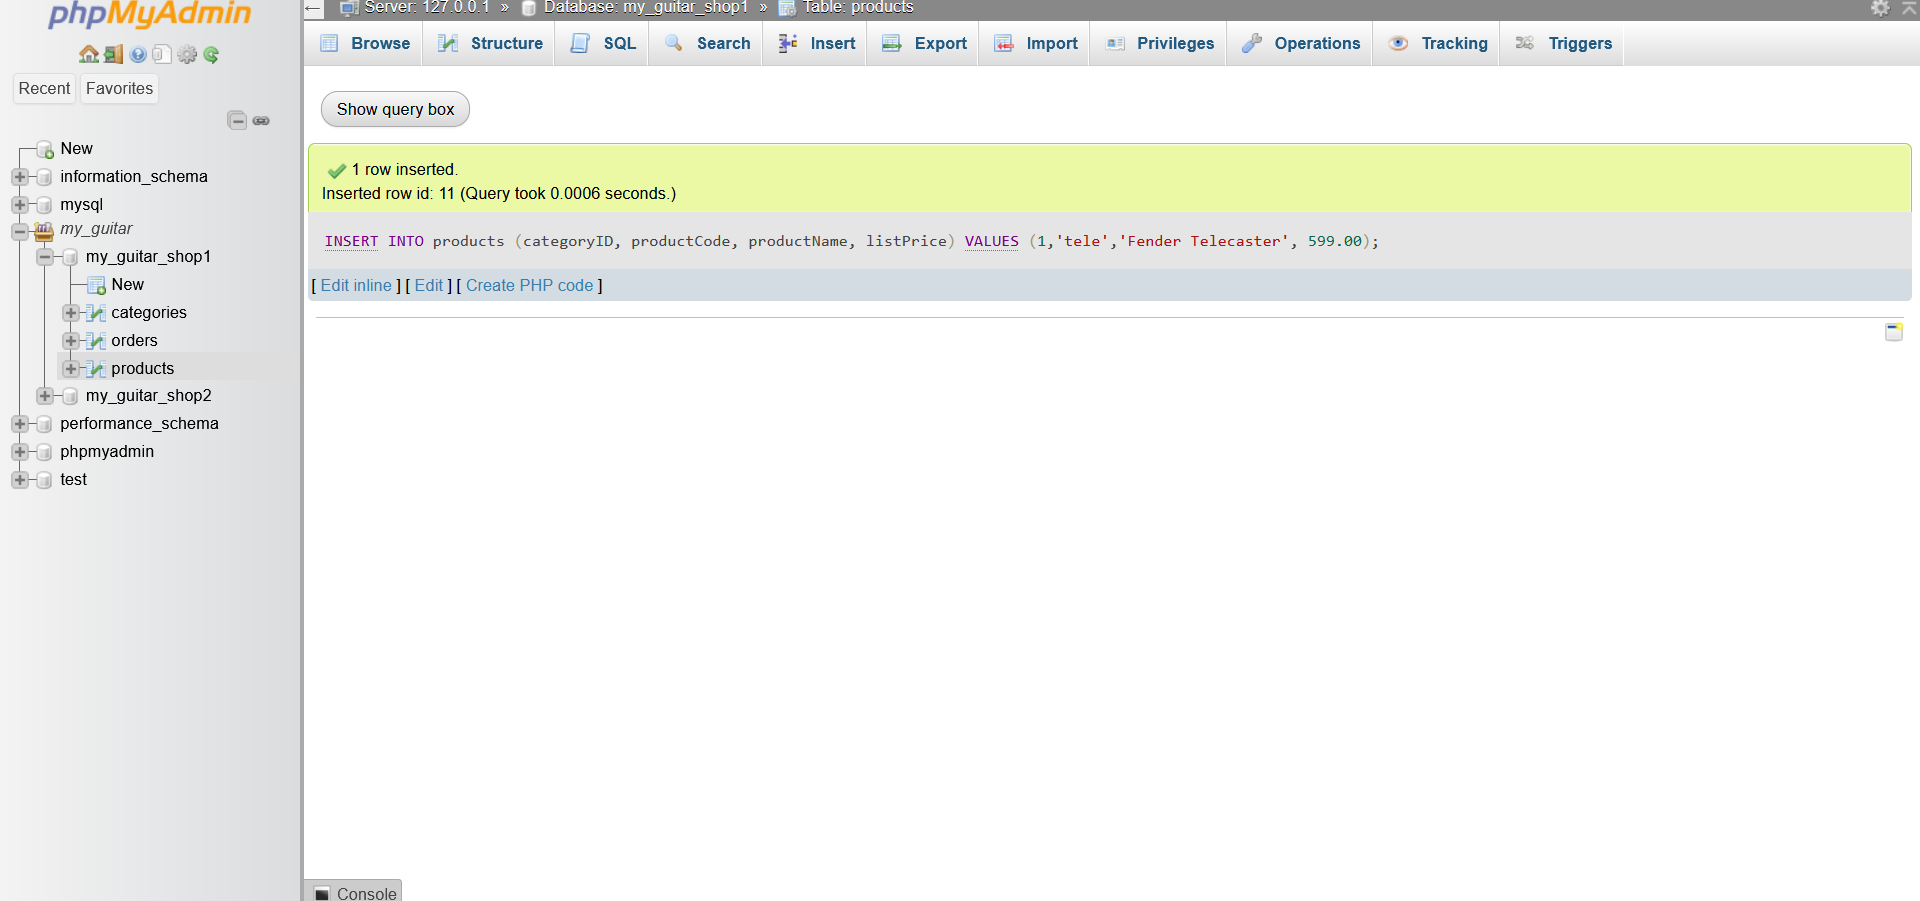 phpMyAdmin
Recent Favorites
New
information_schema
mysql
my_guitar
my_guitar_shop1
New
categories
orders
products
my_guitar_shop2
performance_schema
phpmyadmin
test
← Server: 127.0.0.1 » Database: my_guitar_shop1 » Table: products
Browse Structure SQL Search Insert Export Import Privileges Operations Tracking Triggers
Show query box
1 row inserted.
Inserted row id: 11 (Query took 0.0006 seconds.)
INSERT INTO products (categoryID, productCode, productName, listPrice) VALUES (1,'tele','Fender Telecaster', 599.00);
[ Edit inline ] [ Edit ] [ Create PHP code ]
Console